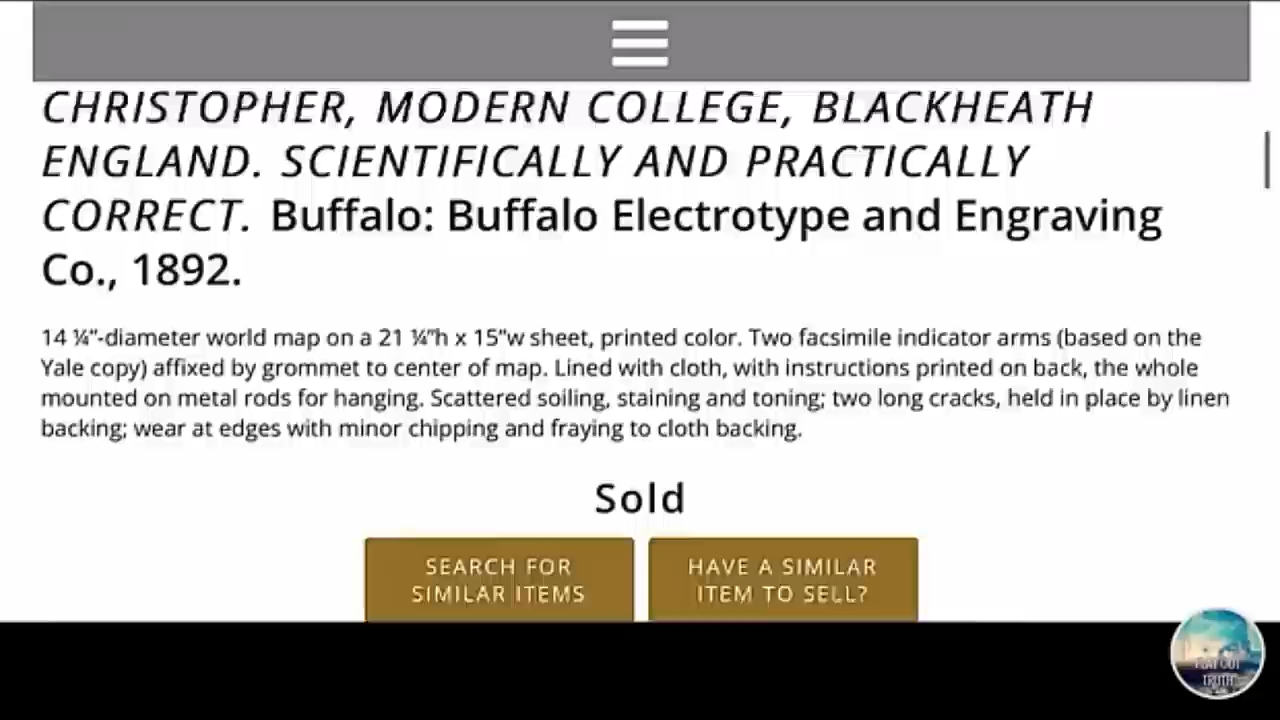 CHRISTOPHER, MODERN COLLEGE, BLACKHEATH
ENGLAND. SCIENTIFICALLY AND PRACTICALLY
CORRECT. Buffalo: Buffalo Electrotype and Engraving
Co., 1892.
14 ¼”-diameter world map on a 21 ¼”h x 15”w sheet, printed color. Two facsimile indicator arms (based on the
Yale copy) affixed by grommet to center of map. Lined with cloth, with instructions printed on back, the whole
mounted on metal rods for hanging. Scattered soiling, staining and toning; two long cracks, held in place by linen
backing; wear at edges with minor chipping and fraying to cloth backing.
Sold
SEARCH FOR
SIMILAR ITEMS
HAVE A SIMILAR
ITEM TO SELL?
FLAT OUT
TRUTH